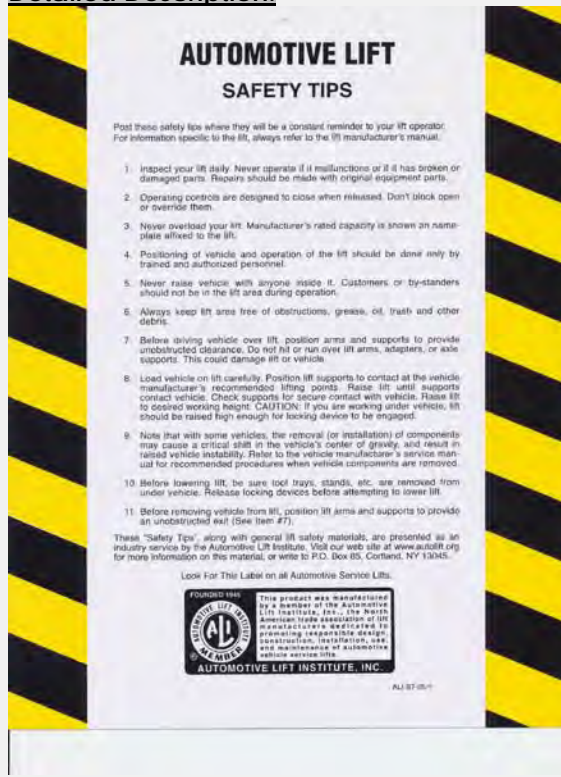 Detailed Description:
AUTOMOTIVE LIFT
SAFETY TIPS
Post these safety tips where they will be a constant reminder to your lift operator.
For information specific to the lift, always refer to the lift manufacturer's manual.
1. Inspect your lift daily. Never operate if it malfunctions or if it has broken or
damaged parts. Repairs should be made with original equipment parts.
2. Operating controls are designed to close when released. Don't block open
or override them.
3. Never overload your lift. Manufacturer's rated capacity is shown on name-
plate affixed to the lift.
4. Positioning of vehicle and operation of the lift should be done only by
trained and authorized personnel.
5. Never raise vehicle with anyone inside it. Customers or by-standers
should not be in the lift area during operation.
6. Always keep lift area free of obstructions, grease, oil, trash and other
debris.
7. Before driving vehicle over lift, position arms and supports to provide
unobstructed clearance. Do not hit or run over lift arms, adapters, or axle
supports. This could damage lift or vehicle.
8. Load vehicle on lift carefully. Position lift supports to contact at the vehicle
manufacturer's recommended lifting points. Raise lift until supports
contact vehicle. Check supports for secure contact with vehicle. Raise lift
to desired working height. CAUTION: If you are working under vehicle, lift
should be raised high enough for locking device to be engaged.
9. Note that with some vehicles, the removal (or installation) of components
may cause a critical shift in the vehicle's center of gravity, and result in
raised vehicle instability. Refer to the vehicle manufacturer's service man-
ual for recommended procedures when vehicle components are removed.
10. Before lowering lift, be sure tool trays, stands, etc. are removed from
under vehicle. Release locking devices before attempting to lower lift.
11. Before removing vehicle from lift, position lift arms and supports to provide
an unobstructed exit (See Item #7).
These "Safety Tips", along with general lift safety materials, are presented as an
industry service by the Automotive Lift Institute. Visit our web site at www.autolift.org
for more information on this material, or write to P.O. Box 85, Cortland, NY 13045.
Look For This Label on all Automotive Service Lifts.
FOUNDED 1945
AUTOMOTIVE LIFT INSTITUTE
ALI
MEMBER
This product was manufactured
by a member of the Automotive
Lift Institute, Inc., the North
American trade association of lift
manufacturers dedicated to
promoting responsible design,
construction, installation, use,
and maintenance of automotive
vehicle service lifts.
AUTOMOTIVE LIFT INSTITUTE, INC.